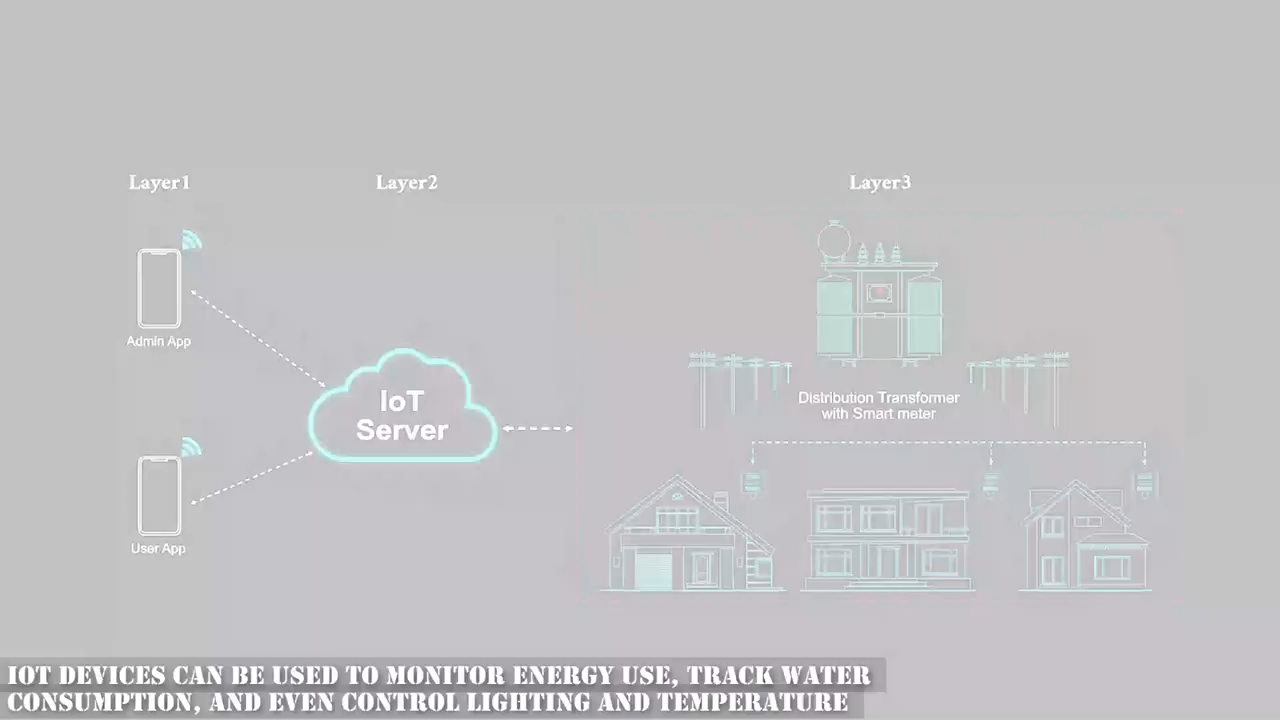 Layer1
Layer2
Layer3
Admin App
IoT
Server
Distribution Transformer
with Smart meter
User App
IOT DEVICES CAN BE USED TO MONITOR ENERGY USE, TRACK WATER
CONSUMPTION, AND EVEN CONTROL LIGHTING AND TEMPERATURE